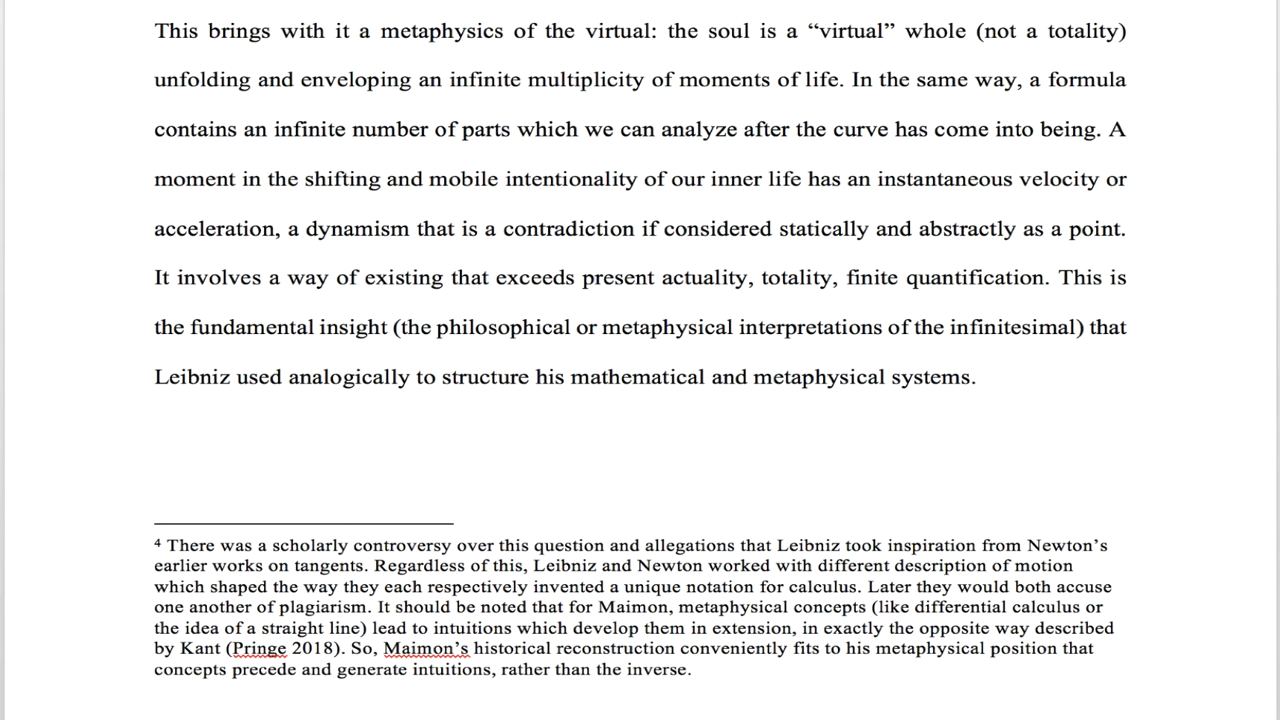 This brings with it a metaphysics of the virtual: the soul is a “virtual” whole (not a totality)
unfolding and enveloping an infinite multiplicity of moments of life. In the same way, a formula
contains an infinite number of parts which we can analyze after the curve has come into being. A
moment in the shifting and mobile intentionality of our inner life has an instantaneous velocity or
acceleration, a dynamism that is a contradiction if considered statically and abstractly as a point.
It involves a way of existing that exceeds present actuality, totality, finite quantification. This is
the fundamental insight (the philosophical or metaphysical interpretations of the infinitesimal) that
Leibniz used analogically to structure his mathematical and metaphysical systems.
4 There was a scholarly controversy over this question and allegations that Leibniz took inspiration from Newton’s
earlier works on tangents. Regardless of this, Leibniz and Newton worked with different description of motion
which shaped the way they each respectively invented a unique notation for calculus. Later they would both accuse
one another of plagiarism. It should be noted that for Maimon, metaphysical concepts (like differential calculus or
the idea of a straight line) lead to intuitions which develop them in extension, in exactly the opposite way described
by Kant (Pringe 2018). So, Maimon’s historical reconstruction conveniently fits to his metaphysical position that
concepts precede and generate intuitions, rather than the inverse.